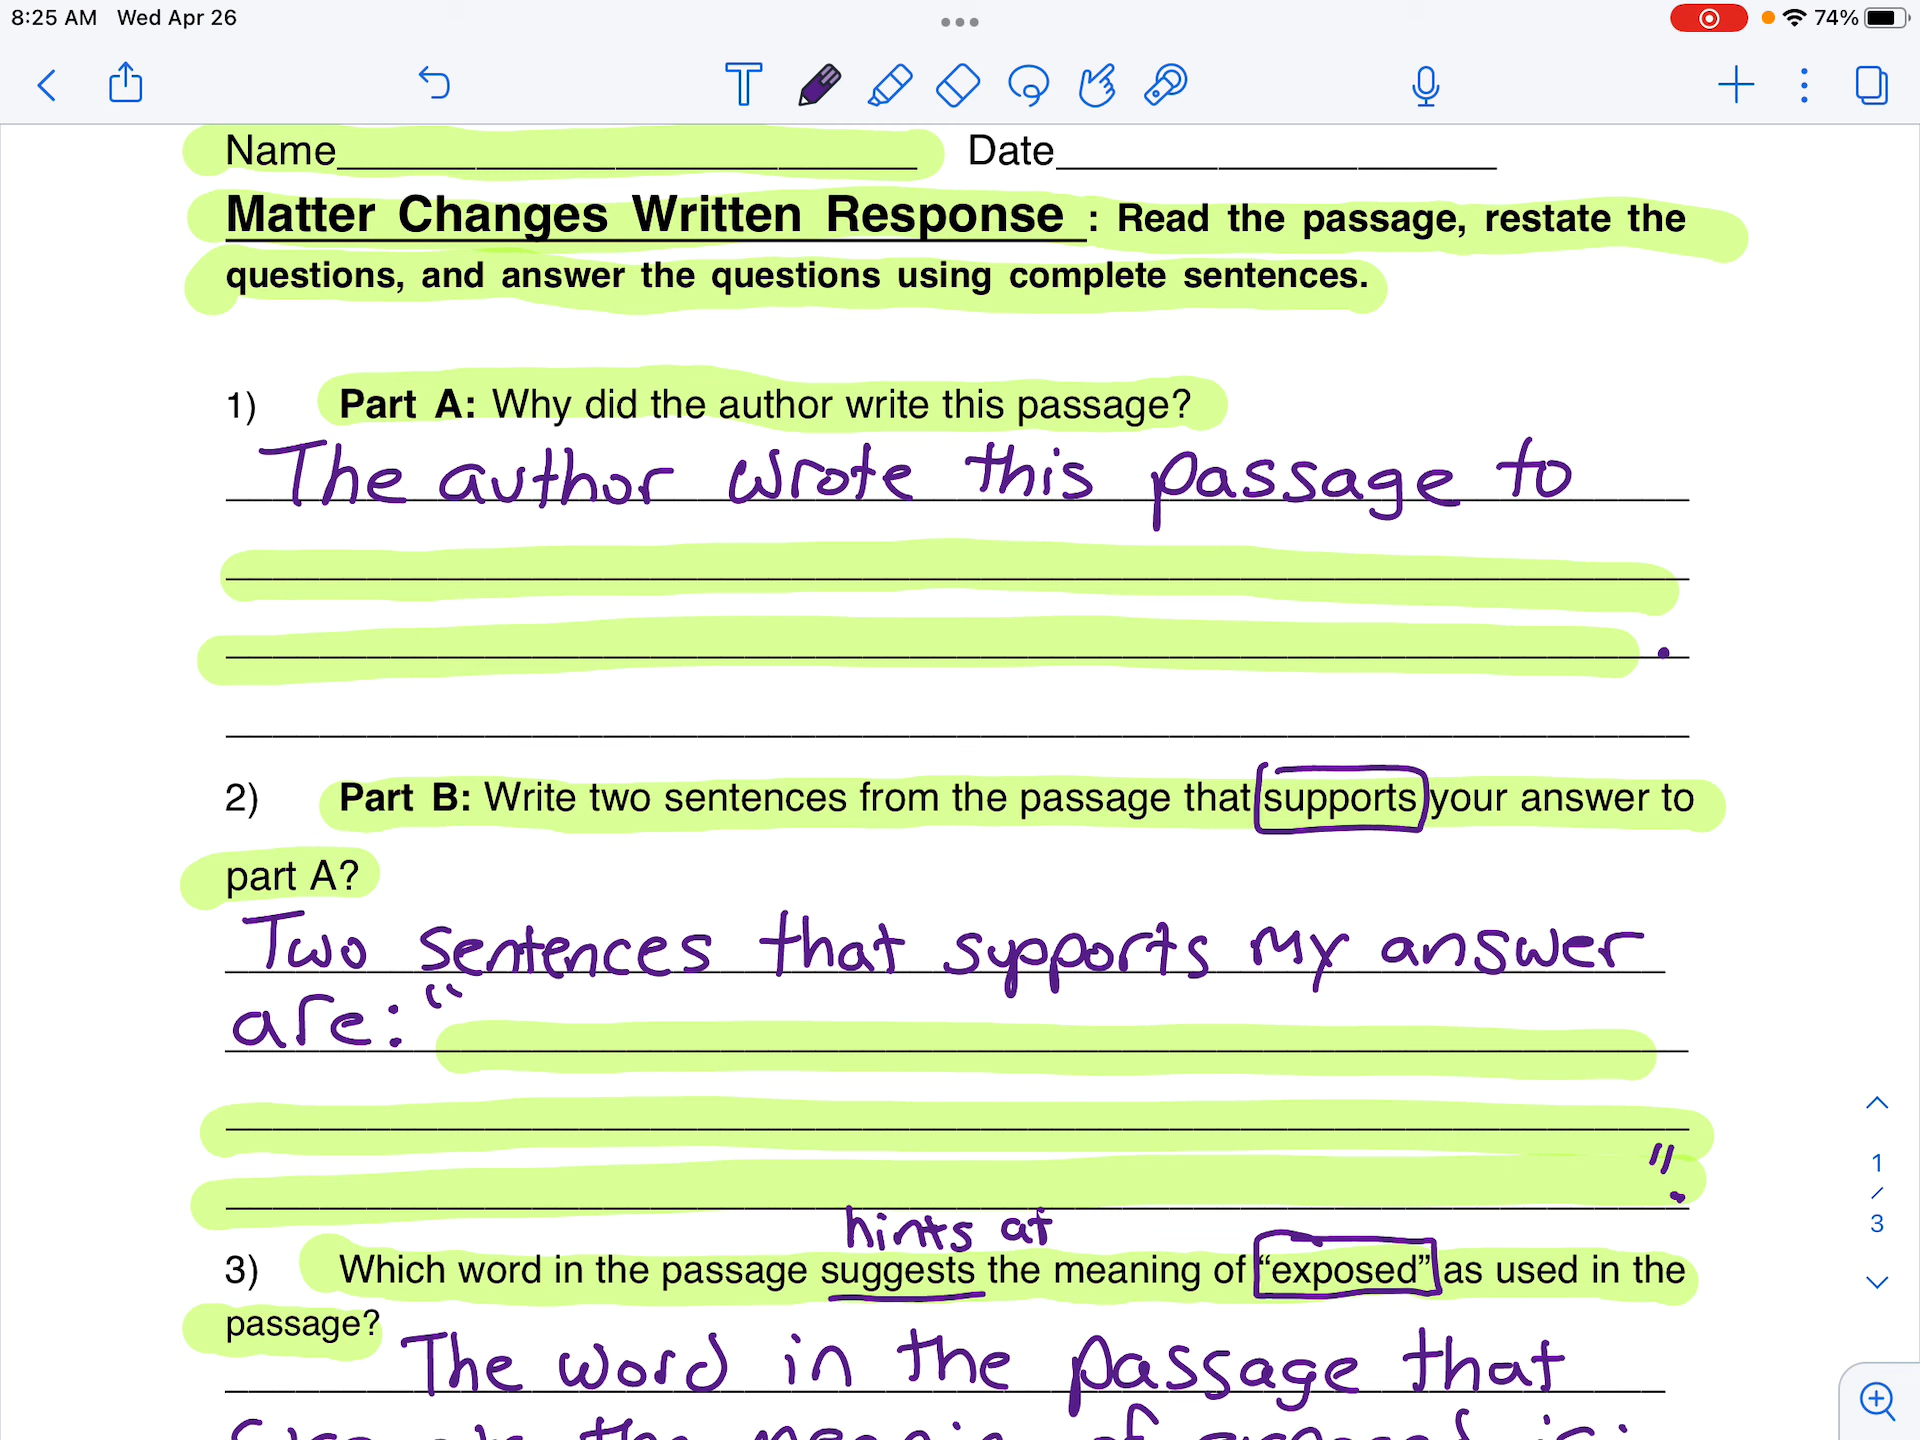 8:25 AM Wed Apr 26
74%
Name Date
Matter Changes Written Response : Read the passage, restate the
questions, and answer the questions using complete sentences.
1) Part A: Why did the author write this passage?
The author wrote this passage to
.
2) Part B: Write two sentences from the passage that supports your answer to
part A?
Two sentences that supports my answer
are: "
".
hints at
3) Which word in the passage suggests the meaning of “exposed” as used in the
passage?
The word in the passage that
1
/
3